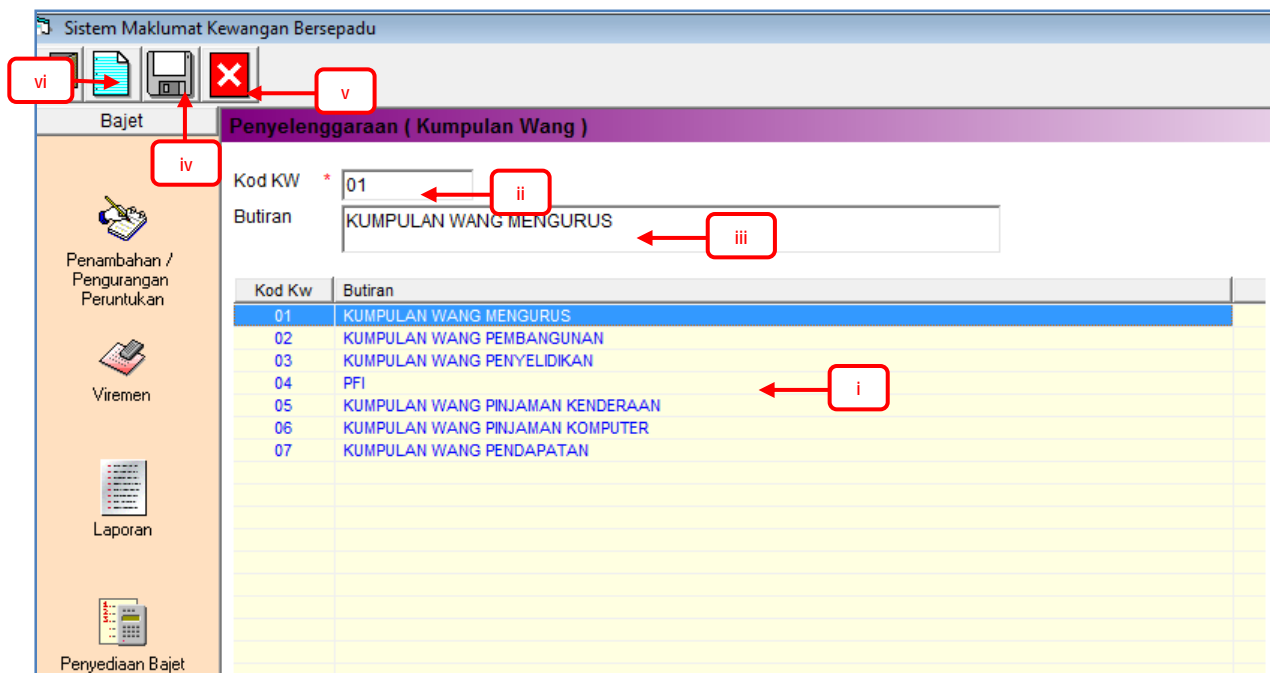 Sistem Maklumat Kewangan Bersepadu
vi
v
Bajet
Penyelenggaraan ( Kumpulan Wang )
iv
Kod KW * 01
ii
Butiran KUMPULAN WANG MENGURUS
iii
Penambahan /
Pengurangan
Peruntukan
Kod Kw Butiran
01 KUMPULAN WANG MENGURUS
02 KUMPULAN WANG PEMBANGUNAN
03 KUMPULAN WANG PENYELIDIKAN
04 PFI
i
05 KUMPULAN WANG PINJAMAN KENDERAAN
06 KUMPULAN WANG PINJAMAN KOMPUTER
07 KUMPULAN WANG PENDAPATAN
Viremen
Laporan
Penyediaan Bajet